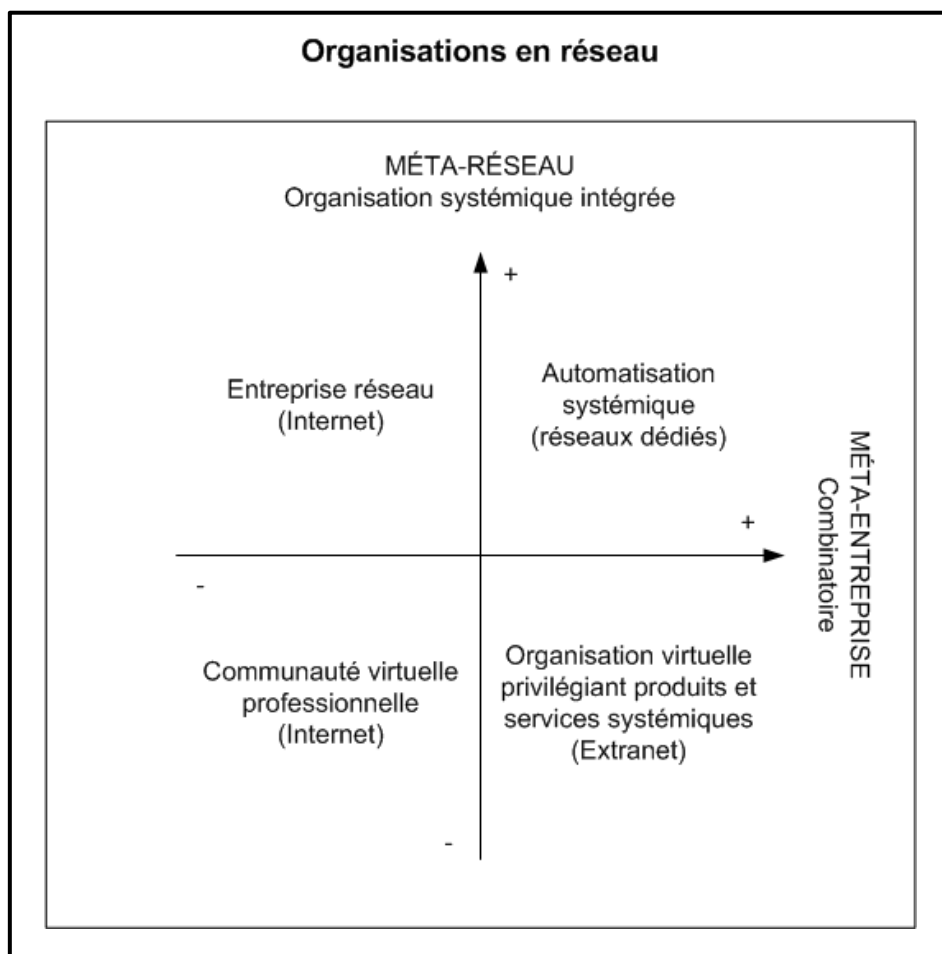 Organisations en réseau
MÉTA-RÉSEAU
Organisation systémique intégrée
+
Entreprise réseau
(Internet)
Automatisation
systémique
(réseaux dédiés)
MÉTA-ENTREPRISE
Combinatoire
+
-
Communauté virtuelle
professionnelle
(Internet)
Organisation virtuelle
privilégiant produits et
services systémiques
(Extranet)
-